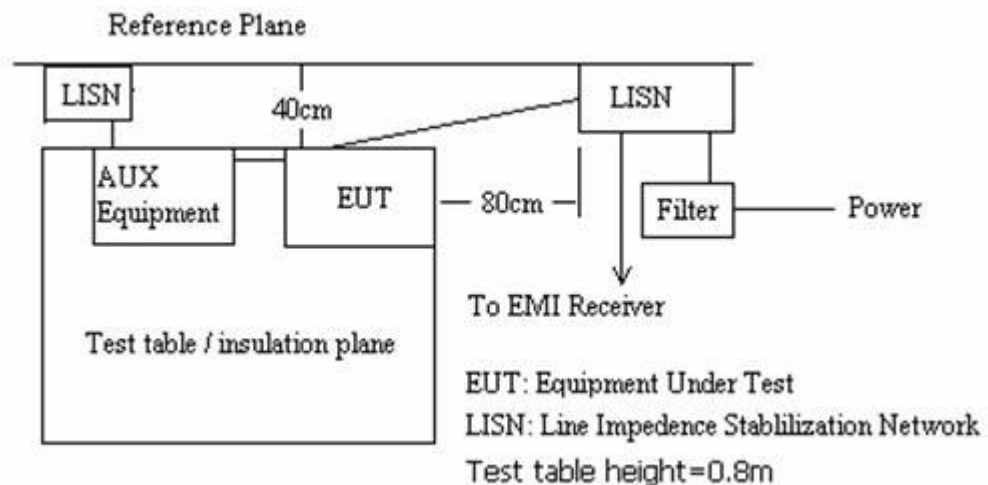 Reference Plane
LISN
40cm
LISN
AUX
Equipment
EUT
80cm
Filter
Power
To EMI Receiver
Test table / insulation plane
EUT: Equipment Under Test
LISN: Line Impedence Stablilization Network
Test table height=0.8m